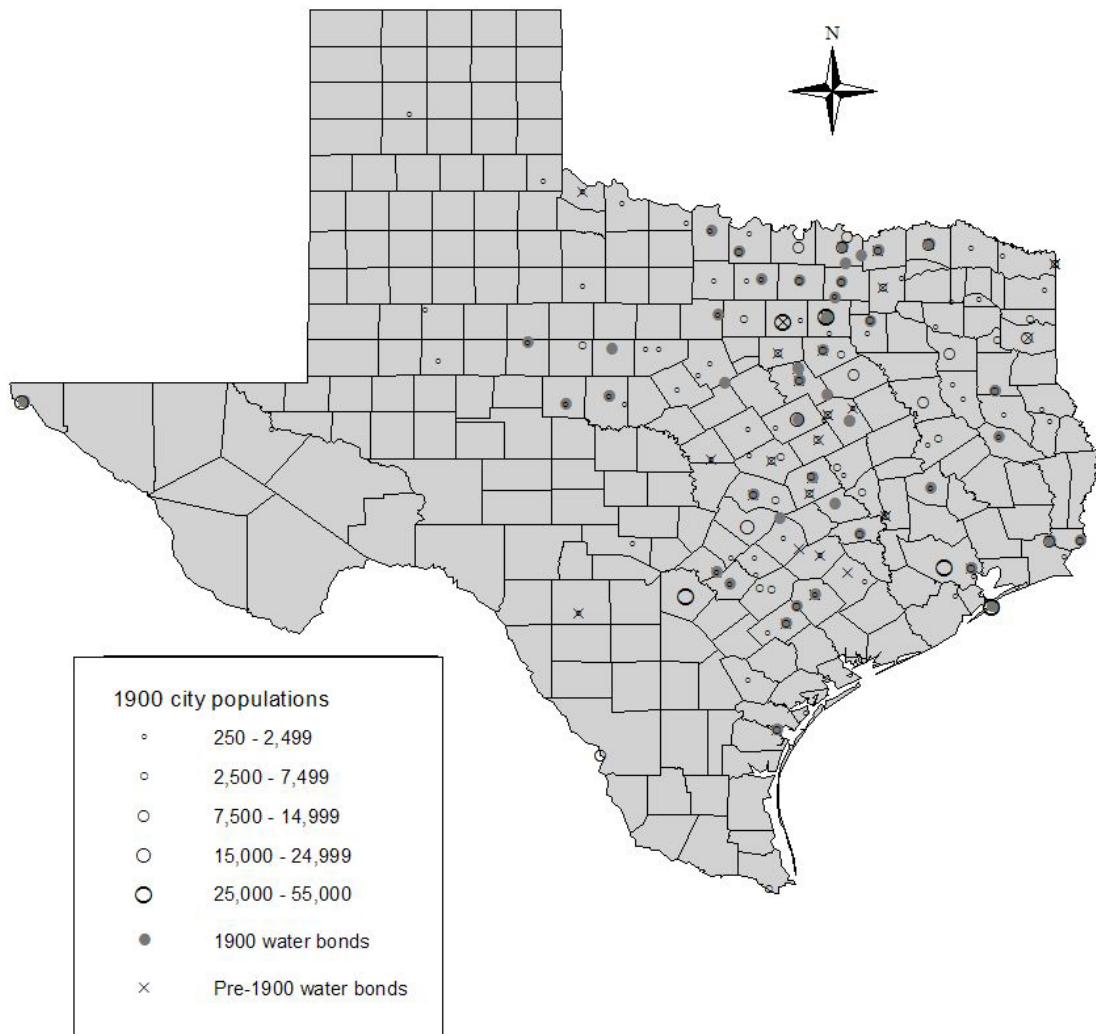 N
1900 city populations
250 - 2,499
2,500 - 7,499
7,500 - 14,999
15,000 - 24,999
25,000 - 55,000
1900 water bonds
Pre-1900 water bonds